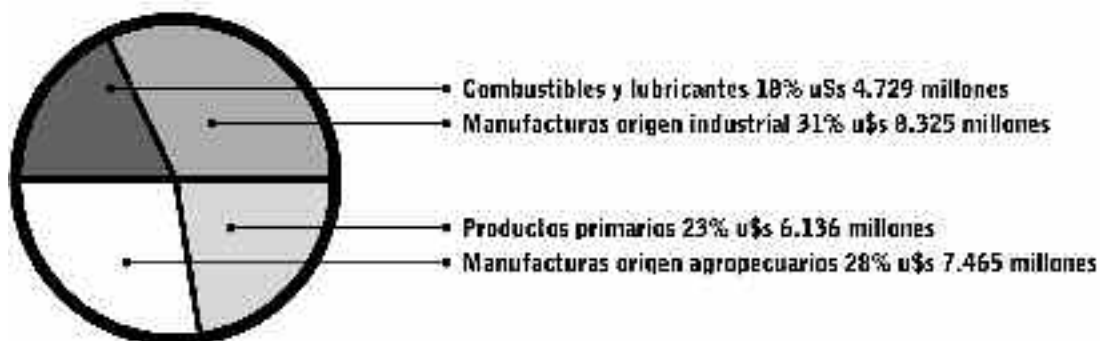 Combustibles y lubricantes 18% u$s 4.729 millones
Manufacturas origen industrial 31% u$s 8.325 millones
Productos primarios 23% u$s 6.136 millones
Manufacturas origen agropecuarios 28% u$s 7.465 millones